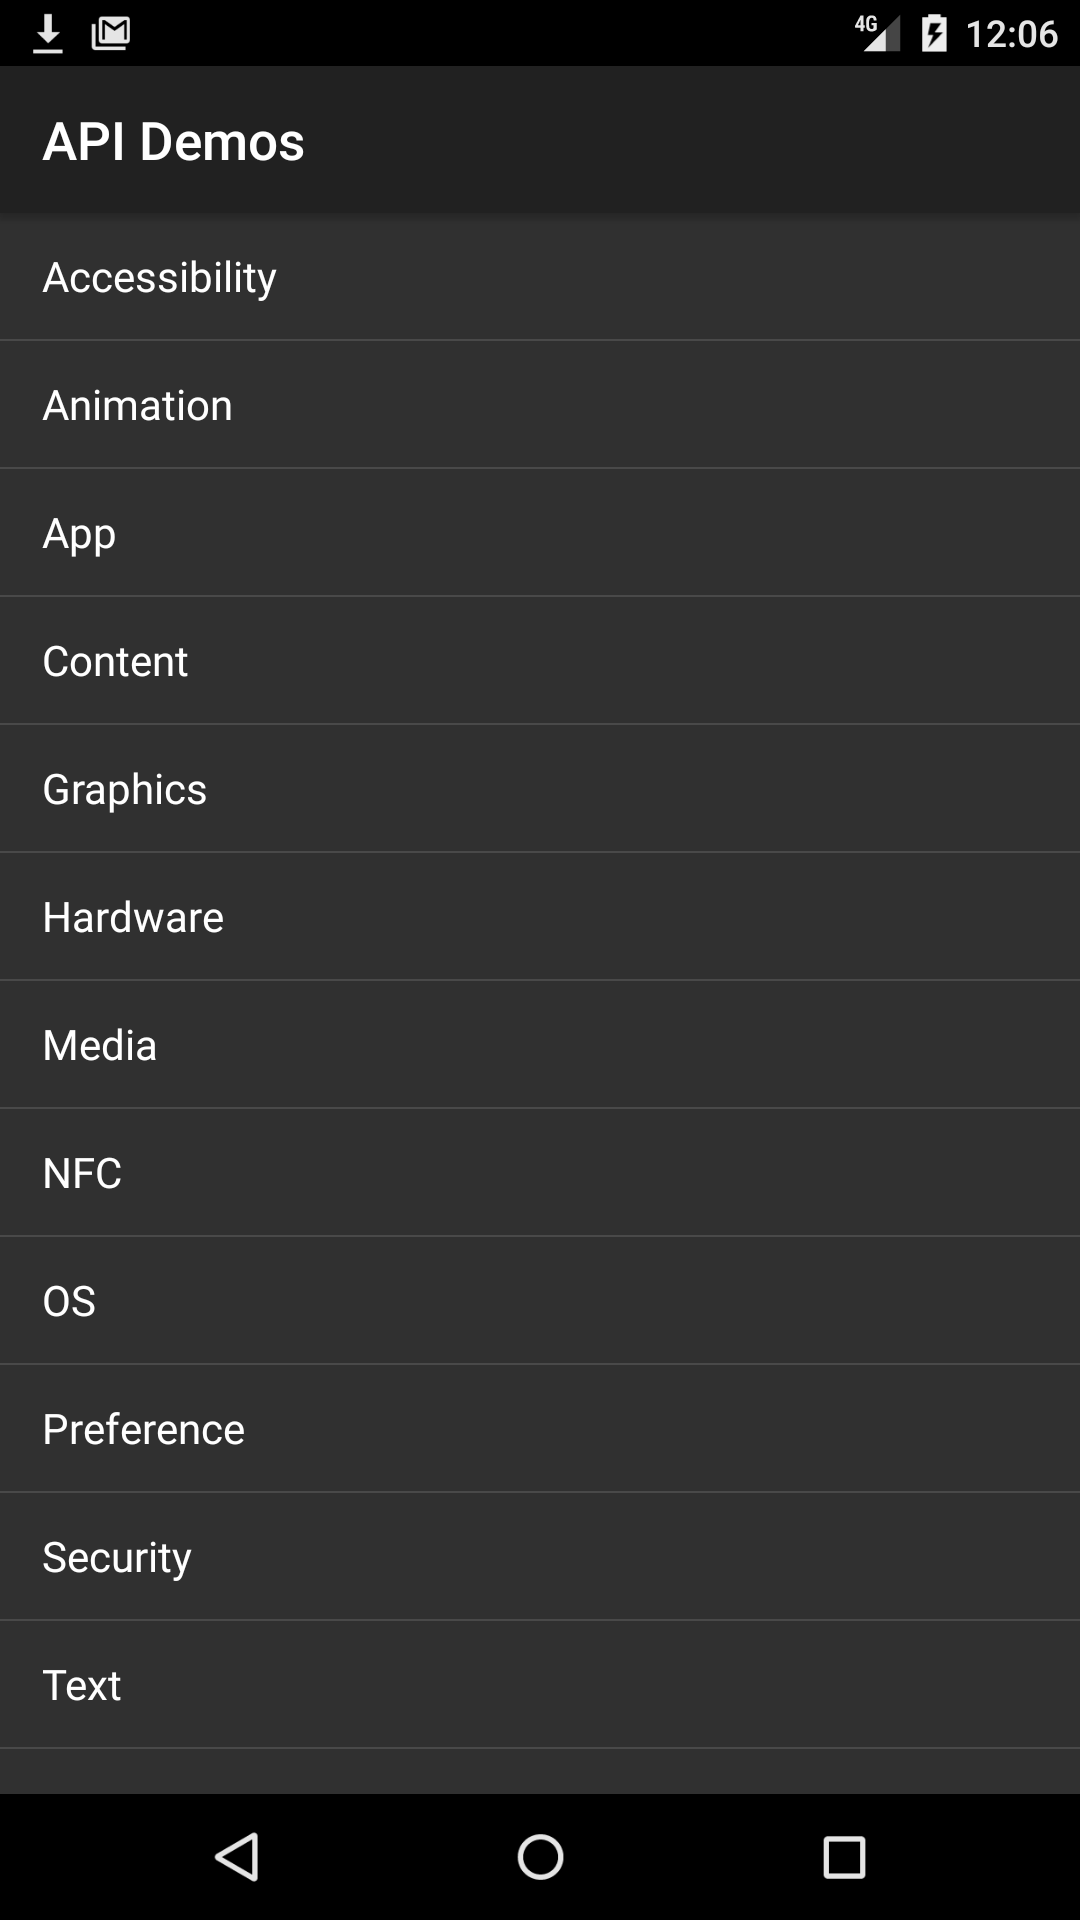 4G 12:06
API Demos
Accessibility
Animation
App
Content
Graphics
Hardware
Media
NFC
OS
Preference
Security
Text